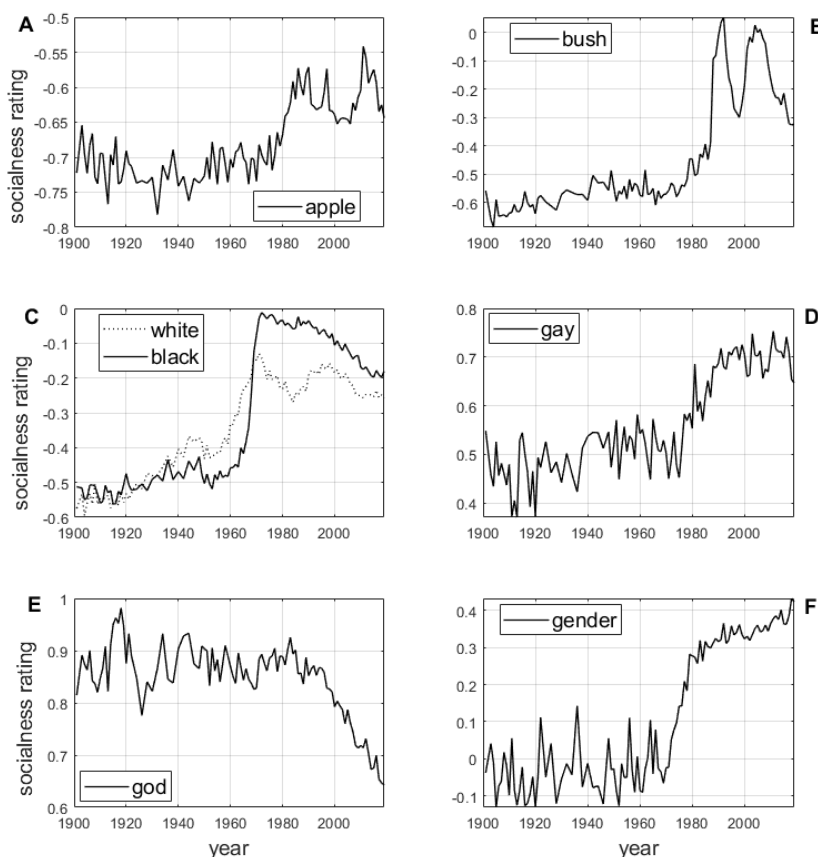 A
-0.5
-0.55
-0.6
-0.65
-0.7
-0.75
-0.8
socialness rating
apple
1900 1920 1940 1960 1980 2000
B
0
-0.1
-0.2
-0.3
-0.4
-0.5
-0.6
bush
1900 1920 1940 1960 1980 2000
C
0
-0.1
-0.2
-0.3
-0.4
-0.5
-0.6
socialness rating
white
black
1900 1920 1940 1960 1980 2000
D
0.8
0.7
0.6
0.5
0.4
gay
1900 1920 1940 1960 1980 2000
E
1
0.9
0.8
0.7
0.6
socialness rating
god
1900 1920 1940 1960 1980 2000
year
F
0.4
0.3
0.2
0.1
0
-0.1
gender
1900 1920 1940 1960 1980 2000
year